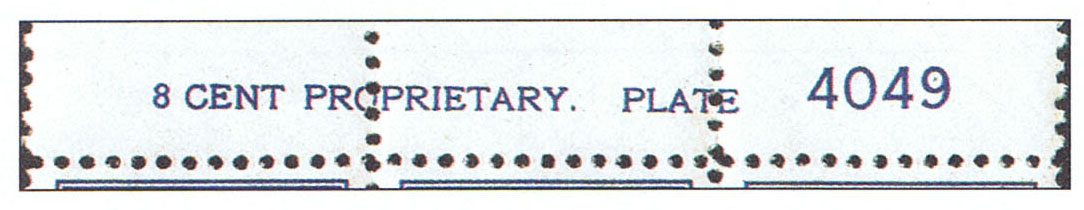 8 CENT PROPRIETARY. PLATE 4049